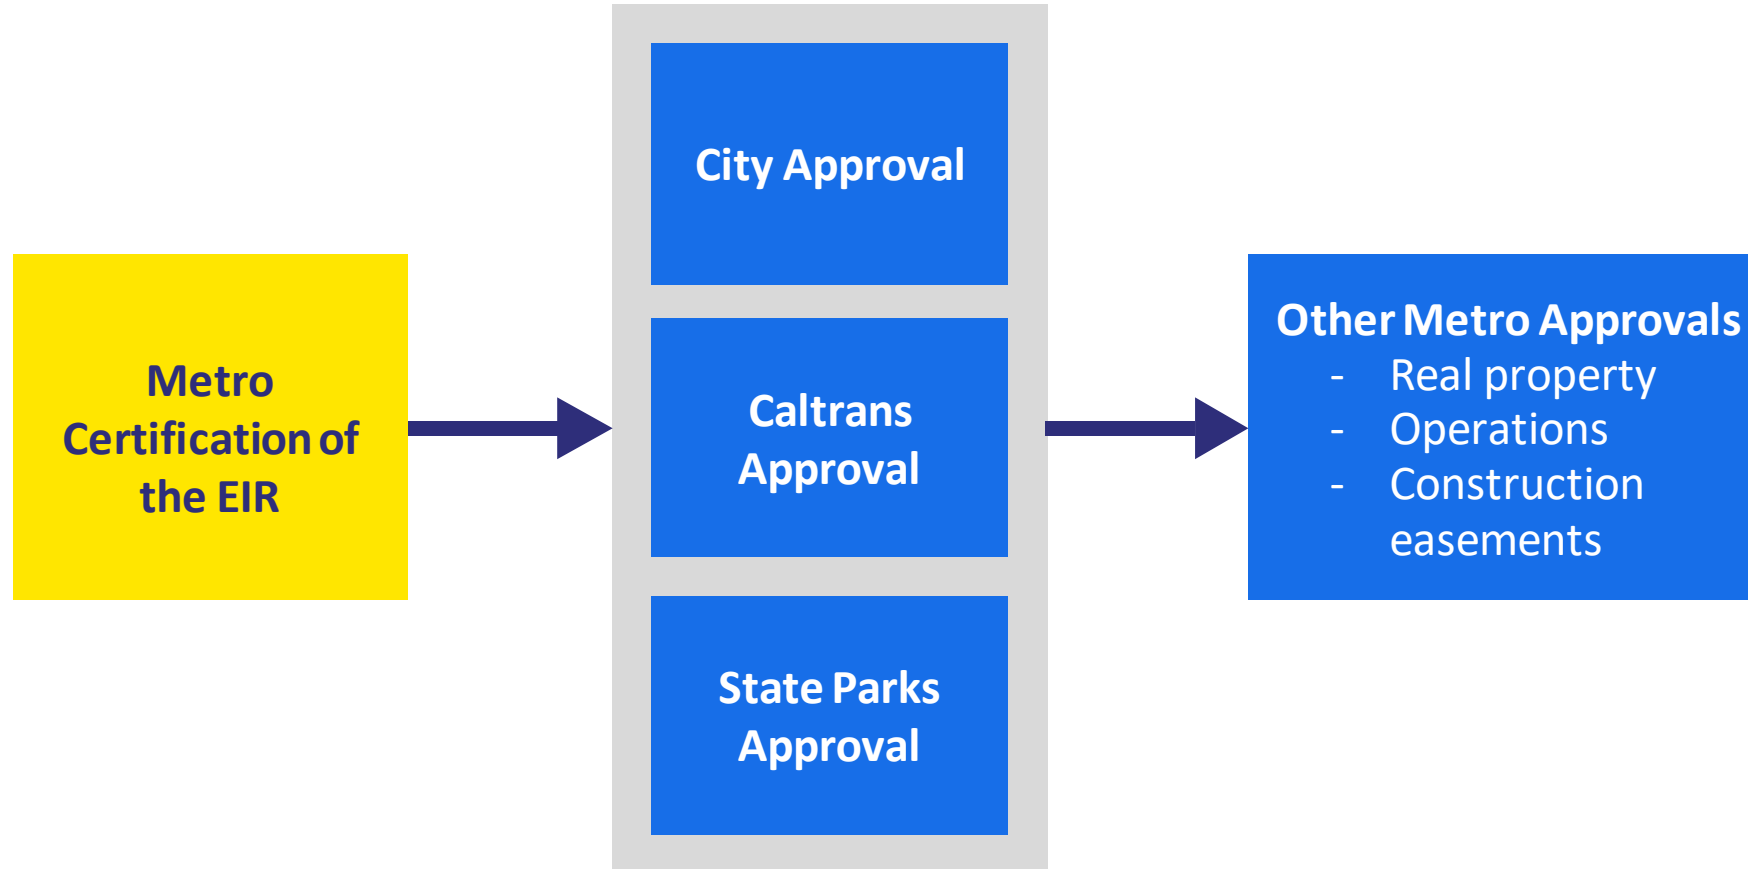 Metro
Certification of
the EIR
City Approval
Caltrans
Approval
State Parks
Approval
Other Metro Approvals
- Real property
- Operations
- Construction
easements